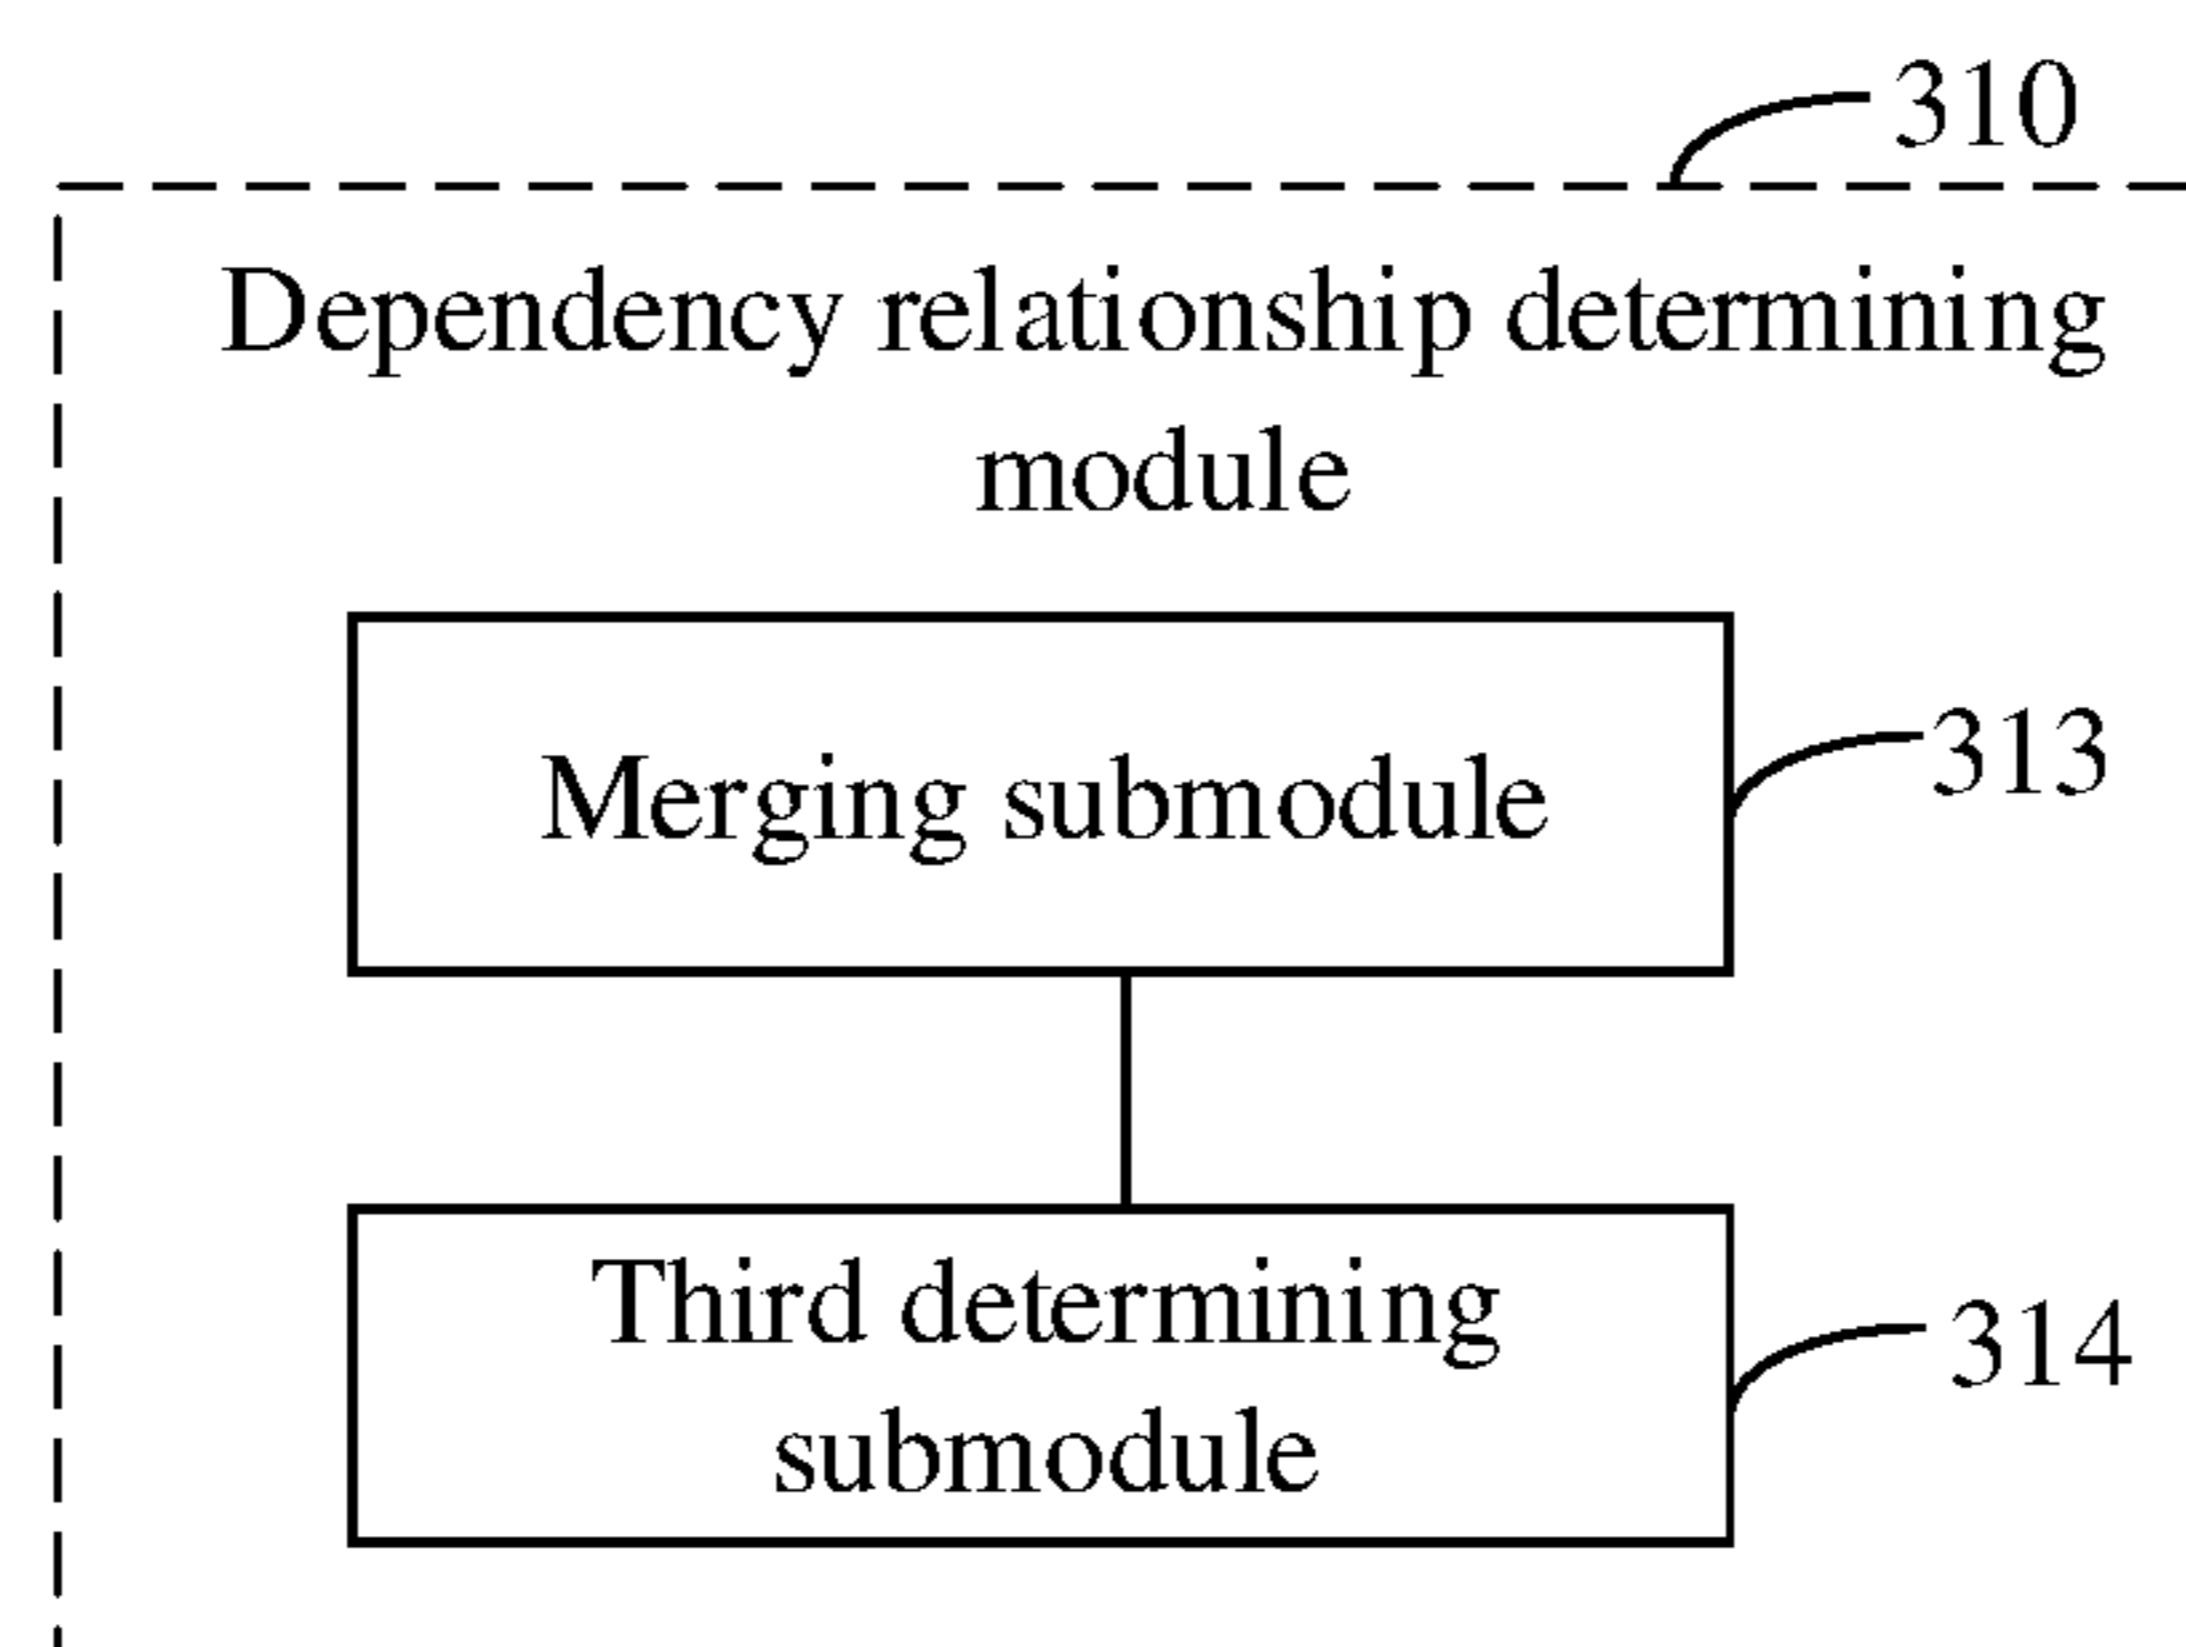 310
Dependency relationship determining
module
Merging submodule
313
Third determining
submodule
314